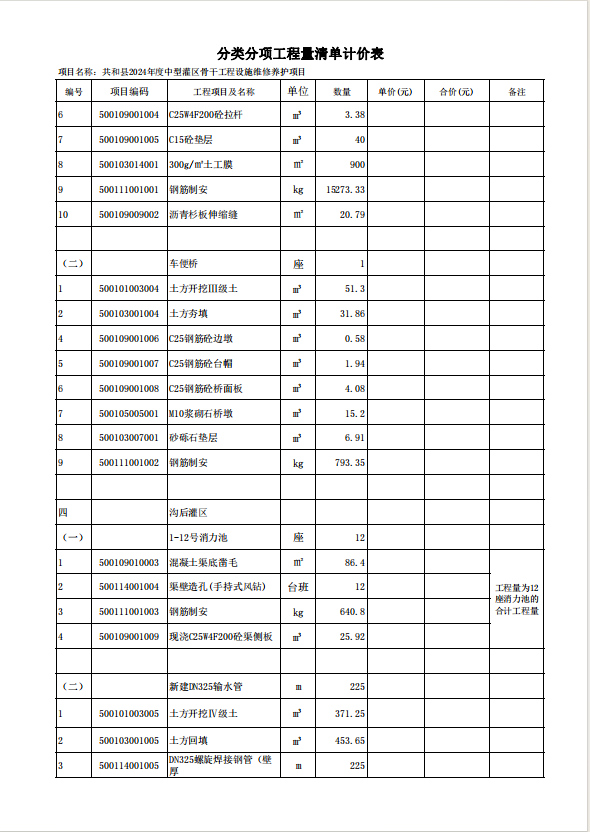 分类分项工程量清单计价表
项目名称：共和县2024年度中型灌区骨干工程设施维修养护项目
编号 项目编码 工程项目及名称 单位 数量 单价(元) 合价(元) 备注
6 500109001004 C25W4F200砼拉杆 m³ 3.38
7 500109001005 C15砼垫层 m³ 40
8 500103014001 300g/㎡土工膜 m² 900
9 500111001001 钢筋制安 kg 15273.33
10 500109009002 沥青杉板伸缩缝 m² 20.79
（二） 车便桥 座 1
1 500101003004 土方开挖Ⅲ级土 m³ 51.3
2 500103001004 土方夯填 m³ 31.86
4 500109001006 C25钢筋砼边墩 m³ 0.58
5 500109001007 C25钢筋砼台帽 m³ 1.94
6 500109001008 C25钢筋砼桥面板 m³ 4.08
7 500105005001 M10浆砌石桥墩 m³ 15.2
8 500103007001 砂砾石垫层 m³ 6.91
9 500111001002 钢筋制安 kg 793.35
四 沟后灌区
（一） 1-12号消力池 座 12
1 500109010003 混凝土渠底凿毛 m² 86.4
2 500114001004 渠壁造孔(手持式风钻) 台班 12
3 500111001003 钢筋制安 kg 640.8
4 500109001009 现浇C25W4F200砼渠侧板 m³ 25.92
工程量为12
座消力池的
合计工程量
（二） 新建DN325输水管 m 225
1 500101003005 土方开挖Ⅳ级土 m³ 371.25
2 500103001005 土方回填 m³ 453.65
3 500114001005 DN325螺旋焊接钢管（壁
厚 m 225